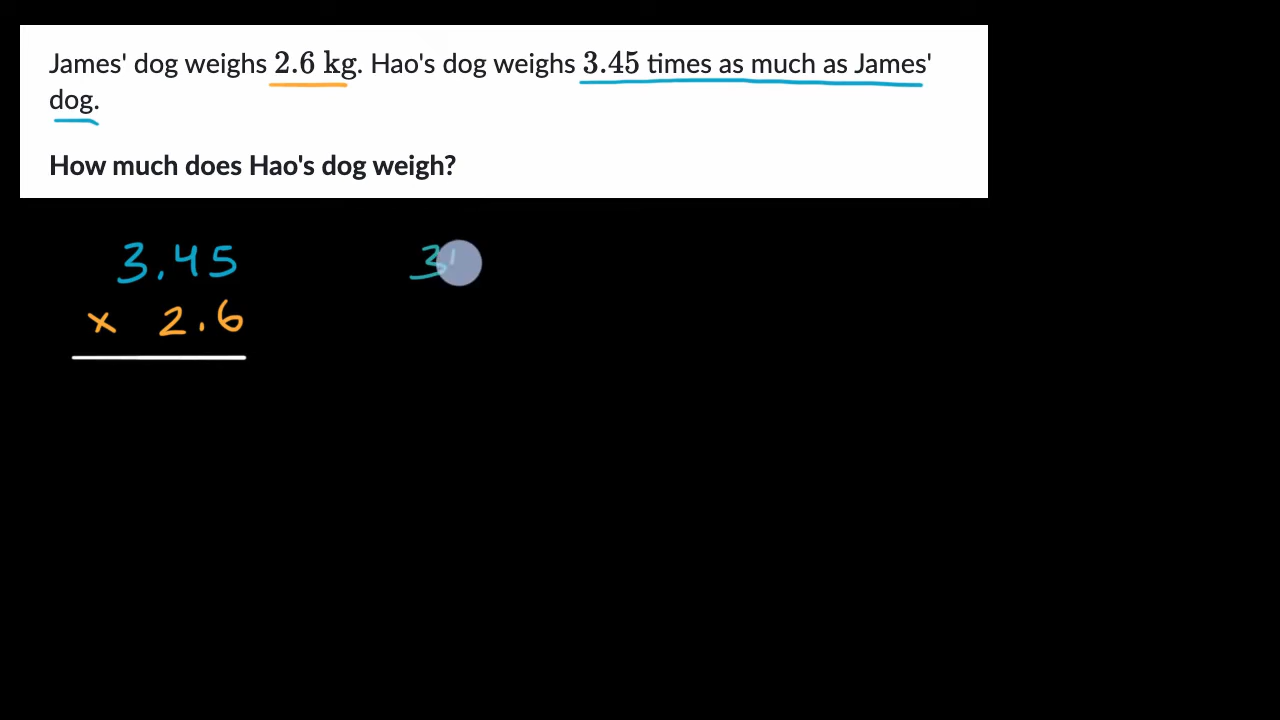 James' dog weighs 2.6 kg. Hao's dog weighs 3.45 times as much as James'
dog.
How much does Hao's dog weigh?
3.45
× 2.6
3